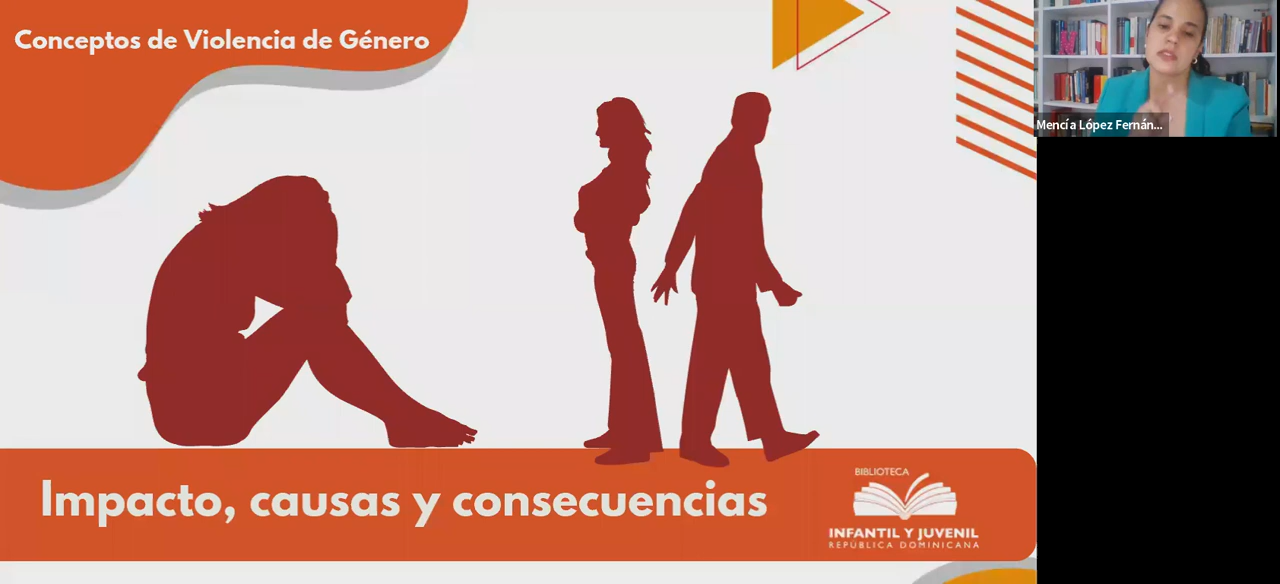 Conceptos de Violencia de Género
Mencía López Fernán...
Impacto, causas y consecuencias
BIBLIOTECA
INFANTIL Y JUVENIL
REPÚBLICA DOMINICANA